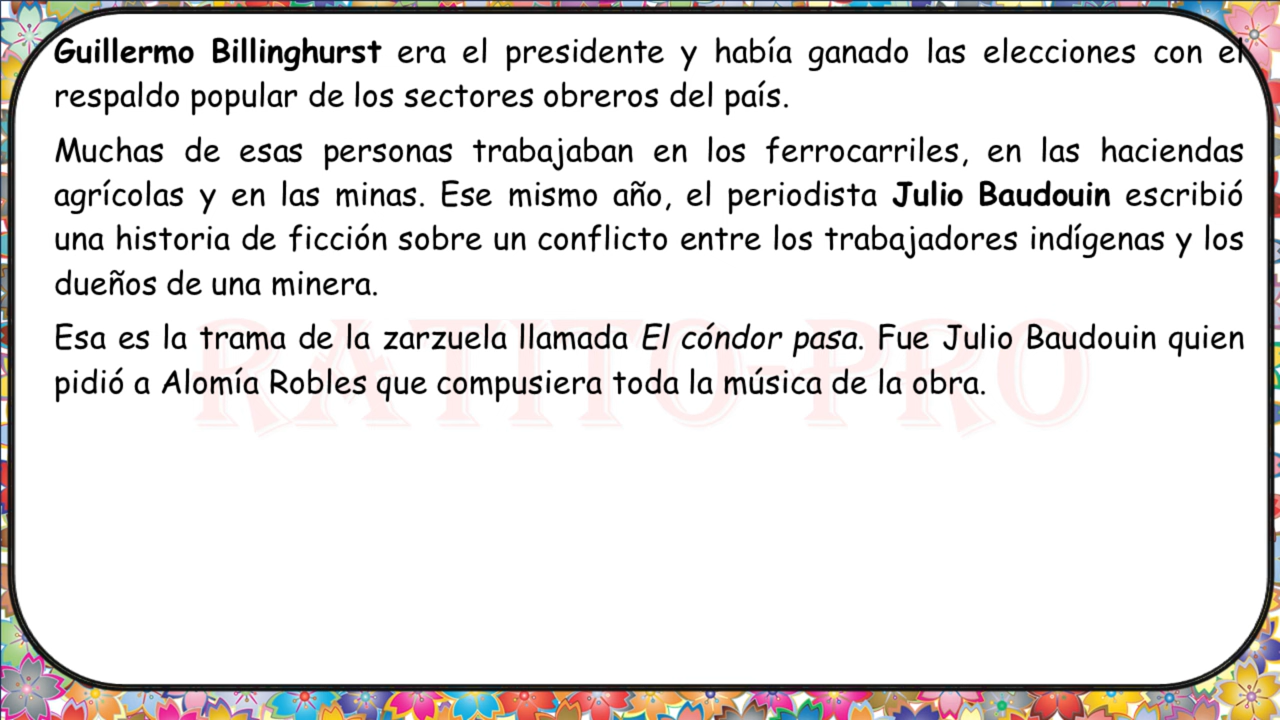 Guillermo Billinghurst era el presidente y había ganado las elecciones con el
respaldo popular de los sectores obreros del país.
Muchas de esas personas trabajaban en los ferrocarriles, en las haciendas
agrícolas y en las minas. Ese mismo año, el periodista Julio Baudouin escribió
una historia de ficción sobre un conflicto entre los trabajadores indígenas y los
dueños de una minera.
Esa es la trama de la zarzuela llamada El cóndor pasa. Fue Julio Baudouin quien
pidió a Alomía Robles que compusiera toda la música de la obra.
RATITO-PRO